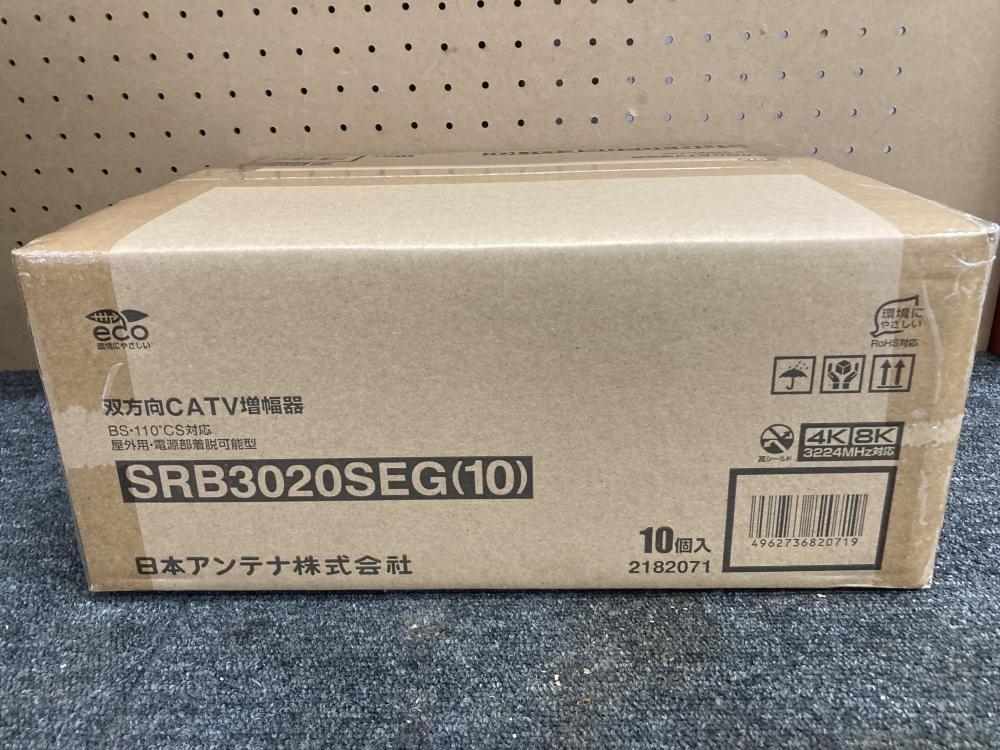 eco
環境にやさしい
環境に
やさしい
RoHS対応
双方向CATV増幅器
BS・110°CS対応
屋外用・電源部着脱可能型
SRB3020SEG(10)
高シールド
4K 8K
3224MHz対応
4962736820719
日本アンテナ株式会社
10個入
2182071